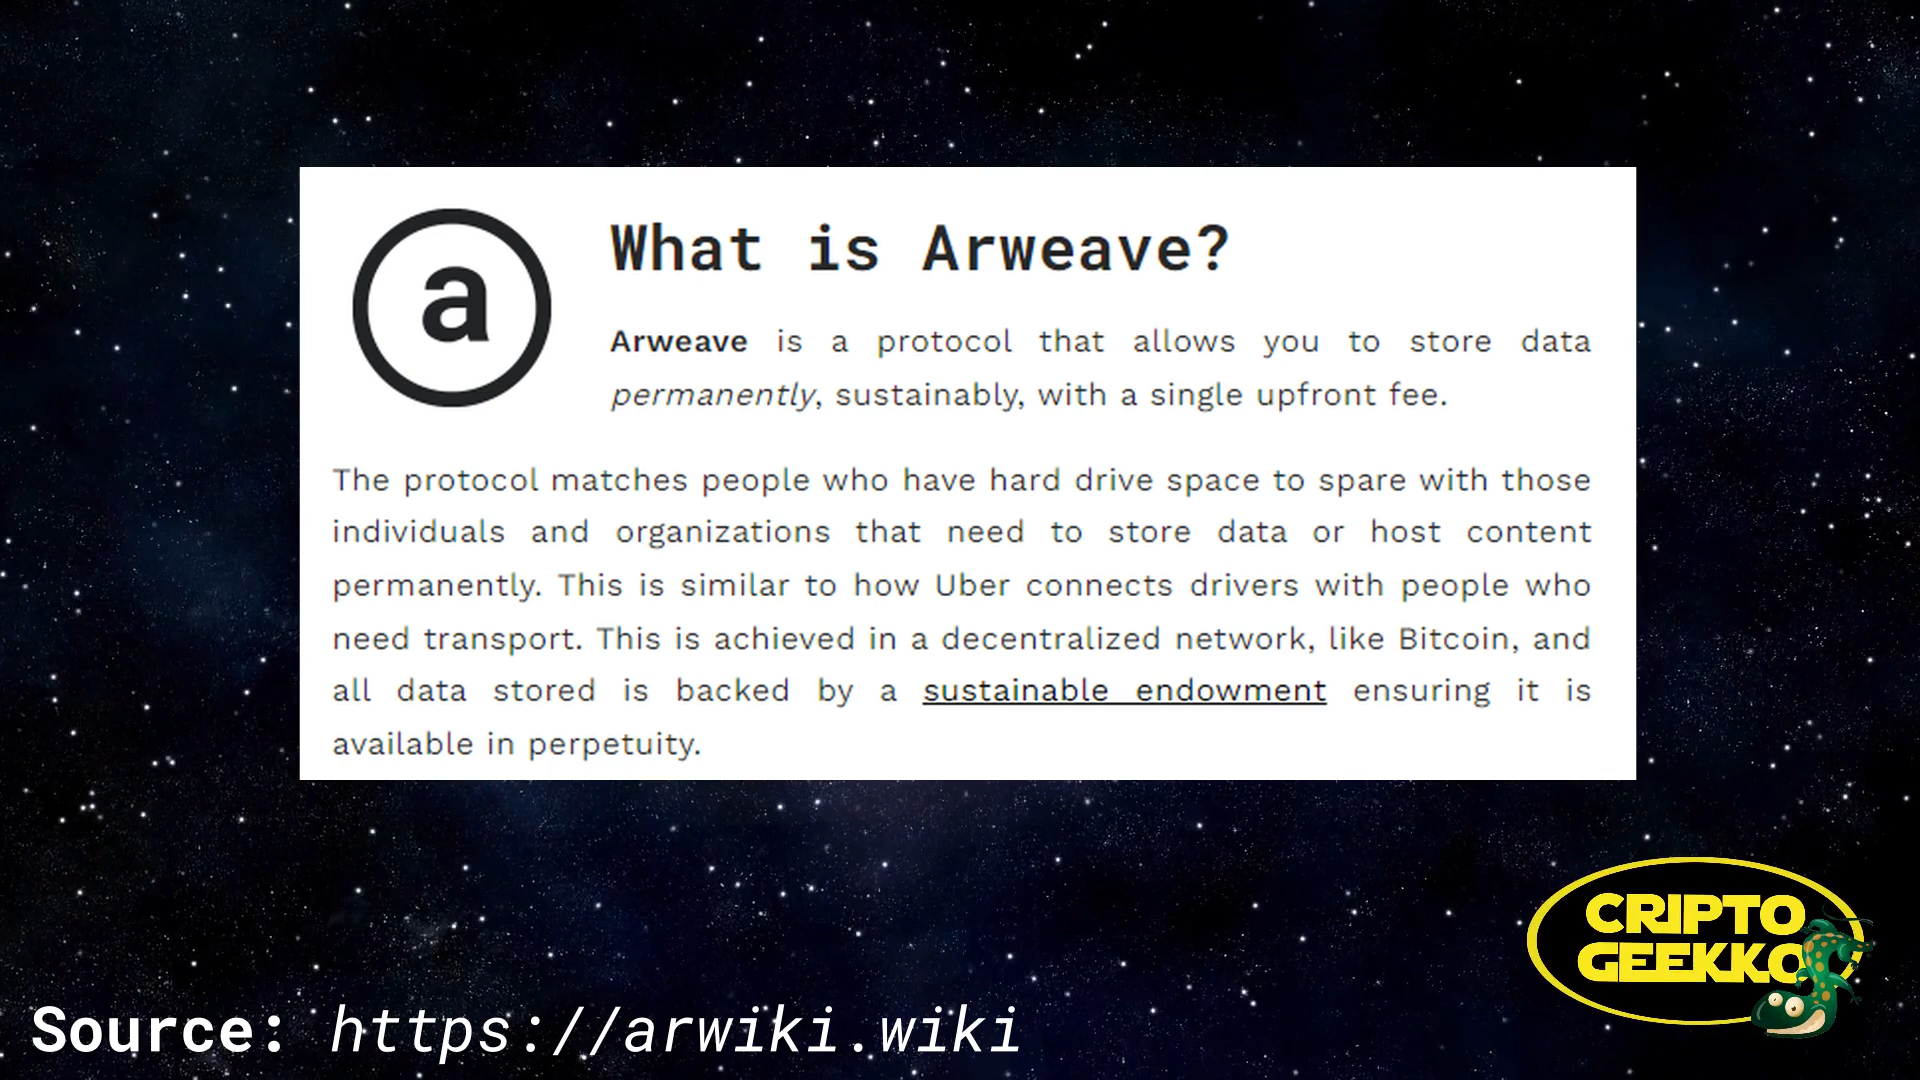 a
What is Arweave?
Arweave is a protocol that allows you to store data
permanently, sustainably, with a single upfront fee.
The protocol matches people who have hard drive space to spare with those
individuals and organizations that need to store data or host content
permanently. This is similar to how Uber connects drivers with people who
need transport. This is achieved in a decentralized network, like Bitcoin, and
all data stored is backed by a sustainable endowment ensuring it is
available in perpetuity.
CRIPTO
GEEKKO
Source: https://arwiki.wiki